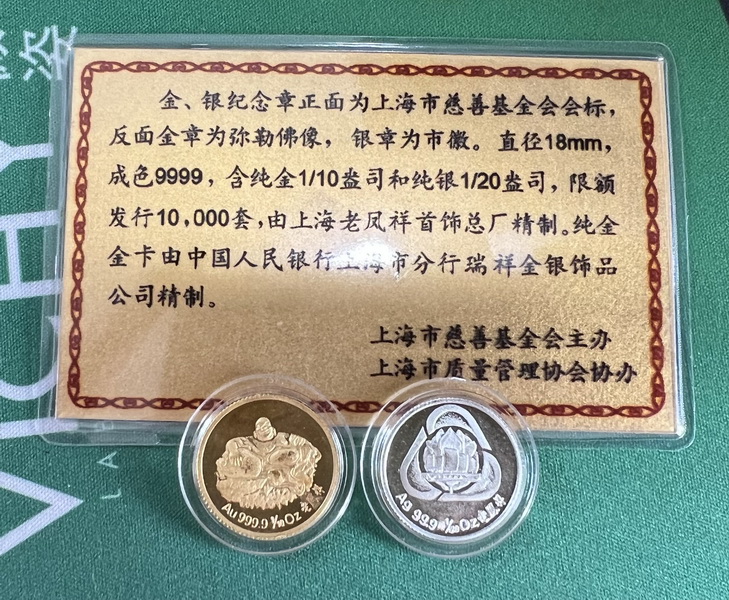 金、银纪念章正面为上海市慈善基金会会标，
反面金章为弥勒佛像，银章为市徽。直径18mm，
成色9999，含纯金1/10盎司和纯银1/20盎司，限额
发行10,000套，由上海老凤祥首饰总厂精制。纯金
金卡由中国人民银行上海市分行瑞祥金银饰品
公司精制。
上海市慈善基金会主办
上海市质量管理协会协办
Au 999.9 1/10 Oz 老凤祥
Ag 99.9 1/20 Oz 老凤祥
VICHY